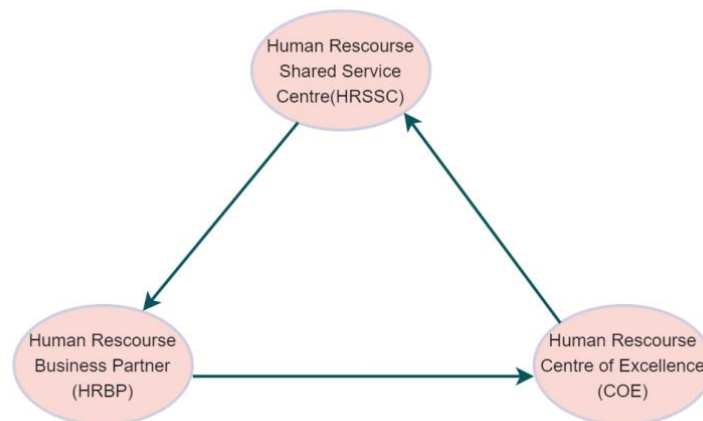 Human Rescourse
Shared Service
Centre(HRSSC)
Human Rescourse
Business Partner
(HRBP)
Human Rescourse
Centre of Excellence
(COE)